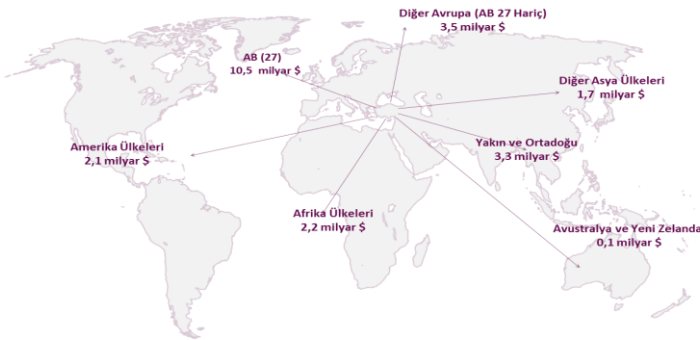 Diğer Avrupa (AB 27 Hariç)
3,5 milyar $
AB (27)
10,5 milyar $
Diğer Asya Ülkeleri
1,7 milyar $
Amerika Ülkeleri
2,1 milyar $
Yakın ve Ortadoğu
3,3 milyar $
Afrika Ülkeleri
2,2 milyar $
Avustralya ve Yeni Zelanda
0,1 milyar $